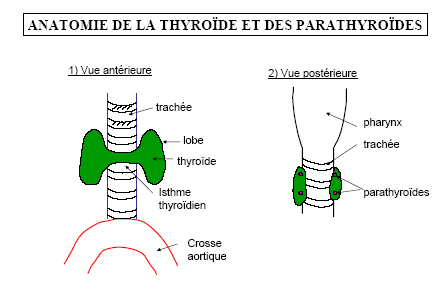 ANATOMIE DE LA THYROÏDE ET DES PARATHYROÏDES
1) Vue antérieure
trachée
lobe
thyroïde
Isthme
thyroïdien
Crosse
aortique
2) Vue postérieure
pharynx
trachée
parathyroïdes